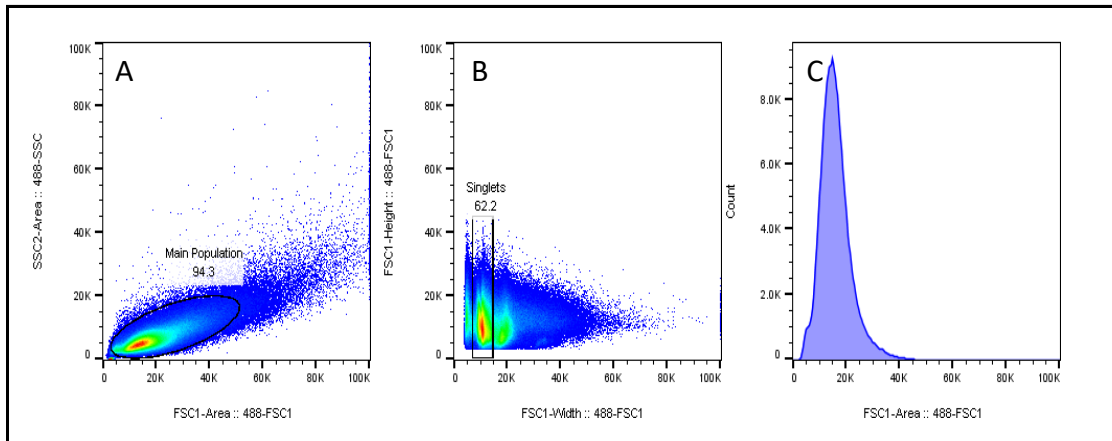 A
100K
80K
60K
40K
20K
0
SSC2-Area :: 488-SSC
Main Population
94.3
0
20K
40K
60K
80K
100K
FSC1-Area :: 488-FSC1
B
100K
80K
60K
40K
20K
0
FSC1-Height :: 488-FSC1
Singlets
62.2
0
20K
40K
60K
80K
100K
FSC1-Width :: 488-FSC1
C
8.0K
6.0K
4.0K
2.0K
0
Count
0
20K
40K
60K
80K
100K
FSC1-Area :: 488-FSC1